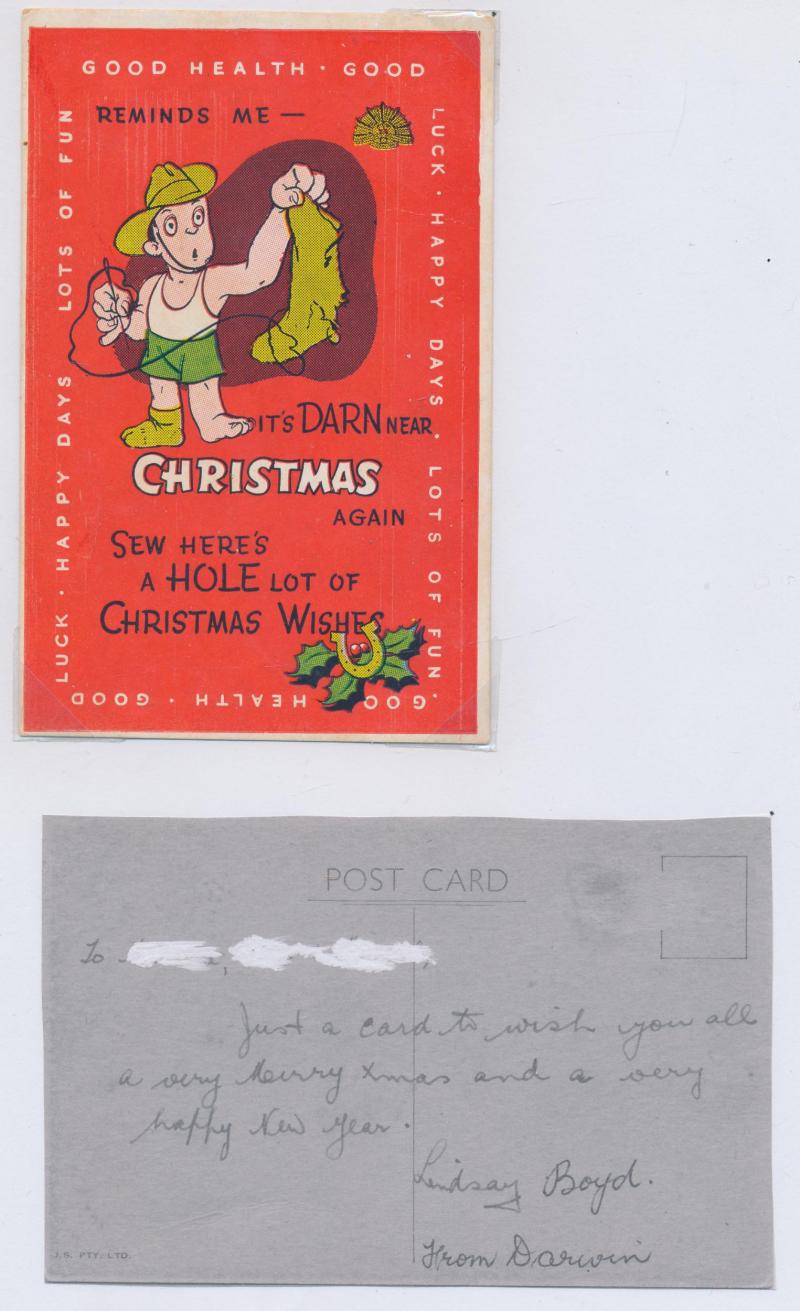 GOOD HEALTH · GOOD
LUCK · HAPPY DAYS · LOTS OF FUN ·
GOO HEALTH · GOOD
LUCK · HAPPY DAYS LOTS OF FUN
REMINDS ME —
IT'S DARN NEAR
CHRISTMAS
AGAIN
SEW HERE'S
A HOLE LOT OF
CHRISTMAS WISHES
POST CARD
To
Just a card to wish you all
a very Merry Xmas and a very
happy New Year.
Lindsay Boyd.
From Darwin
J.S. PTY. LTD.